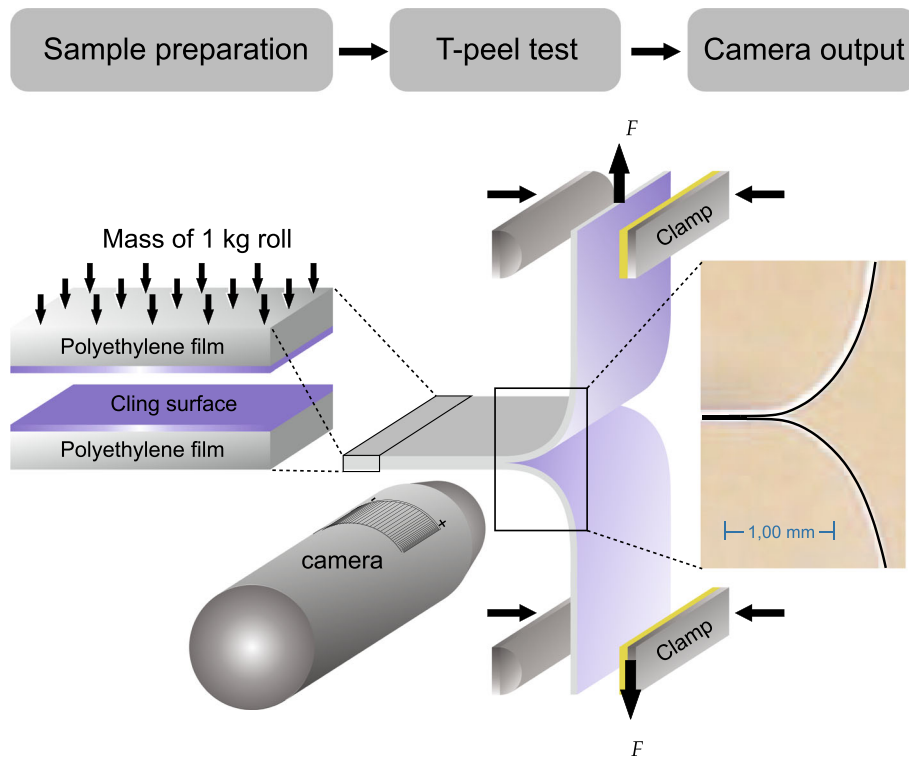 Sample preparation
T-peel test
Camera output
F
Mass of 1 kg roll
Clamp
Polyethylene film
Cling surface
Polyethylene film
- +
camera
1,00 mm
Clamp
F